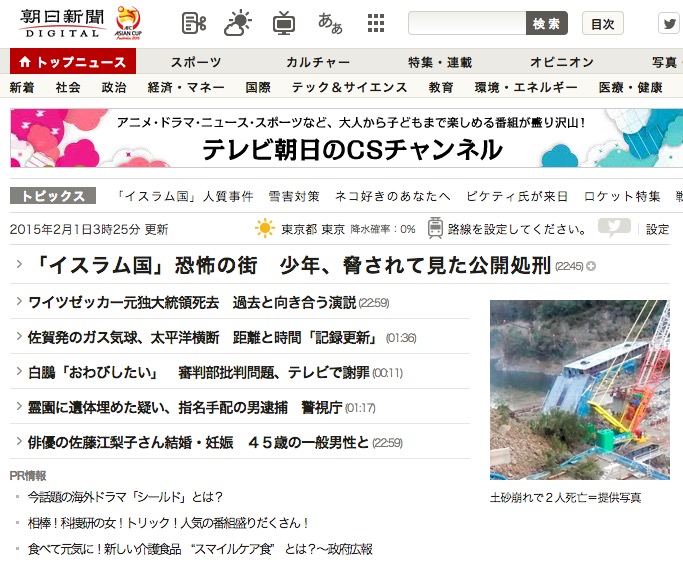 朝日新聞
DIGITAL
AFC
ASIAN CUP
Australia 2015
あぁ
検索
目次
トップニュース スポーツ カルチャー 特集・連載 オピニオン 写真
新着 社会 政治 経済・マネー 国際 テック＆サイエンス 教育 環境・エネルギー 医療・健康
アニメ・ドラマ・ニュース・スポーツなど、大人から子どもまで楽しめる番組が盛り沢山！
テレビ朝日のCSチャンネル
トピックス 「イスラム国」人質事件 雪害対策 ネコ好きのあなたへ ピケティ氏が来日 ロケット特集
2015年2月1日3時25分 更新 東京都 東京 降水確率：0% 路線を設定してください。 設定
「イスラム国」恐怖の街　少年、脅されて見た公開処刑 (22:45)
ワイツゼッカー元独大統領死去　過去と向き合う演説 (22:59)
佐賀発のガス気球、太平洋横断　距離と時間「記録更新」 (01:36)
白鵬「おわびしたい」　審判部批判問題、テレビで謝罪 (00:11)
霊園に遺体埋めた疑い、指名手配の男逮捕　警視庁 (01:17)
俳優の佐藤江梨子さん結婚・妊娠　４５歳の一般男性と (22:59)
土砂崩れで２人死亡＝提供写真
PR情報
今話題の海外ドラマ「シールド」とは？
相棒！科捜研の女！トリック！人気の番組盛りだくさん！
食べて元気に！新しい介護食品　“スマイルケア食”　とは？～政府広報